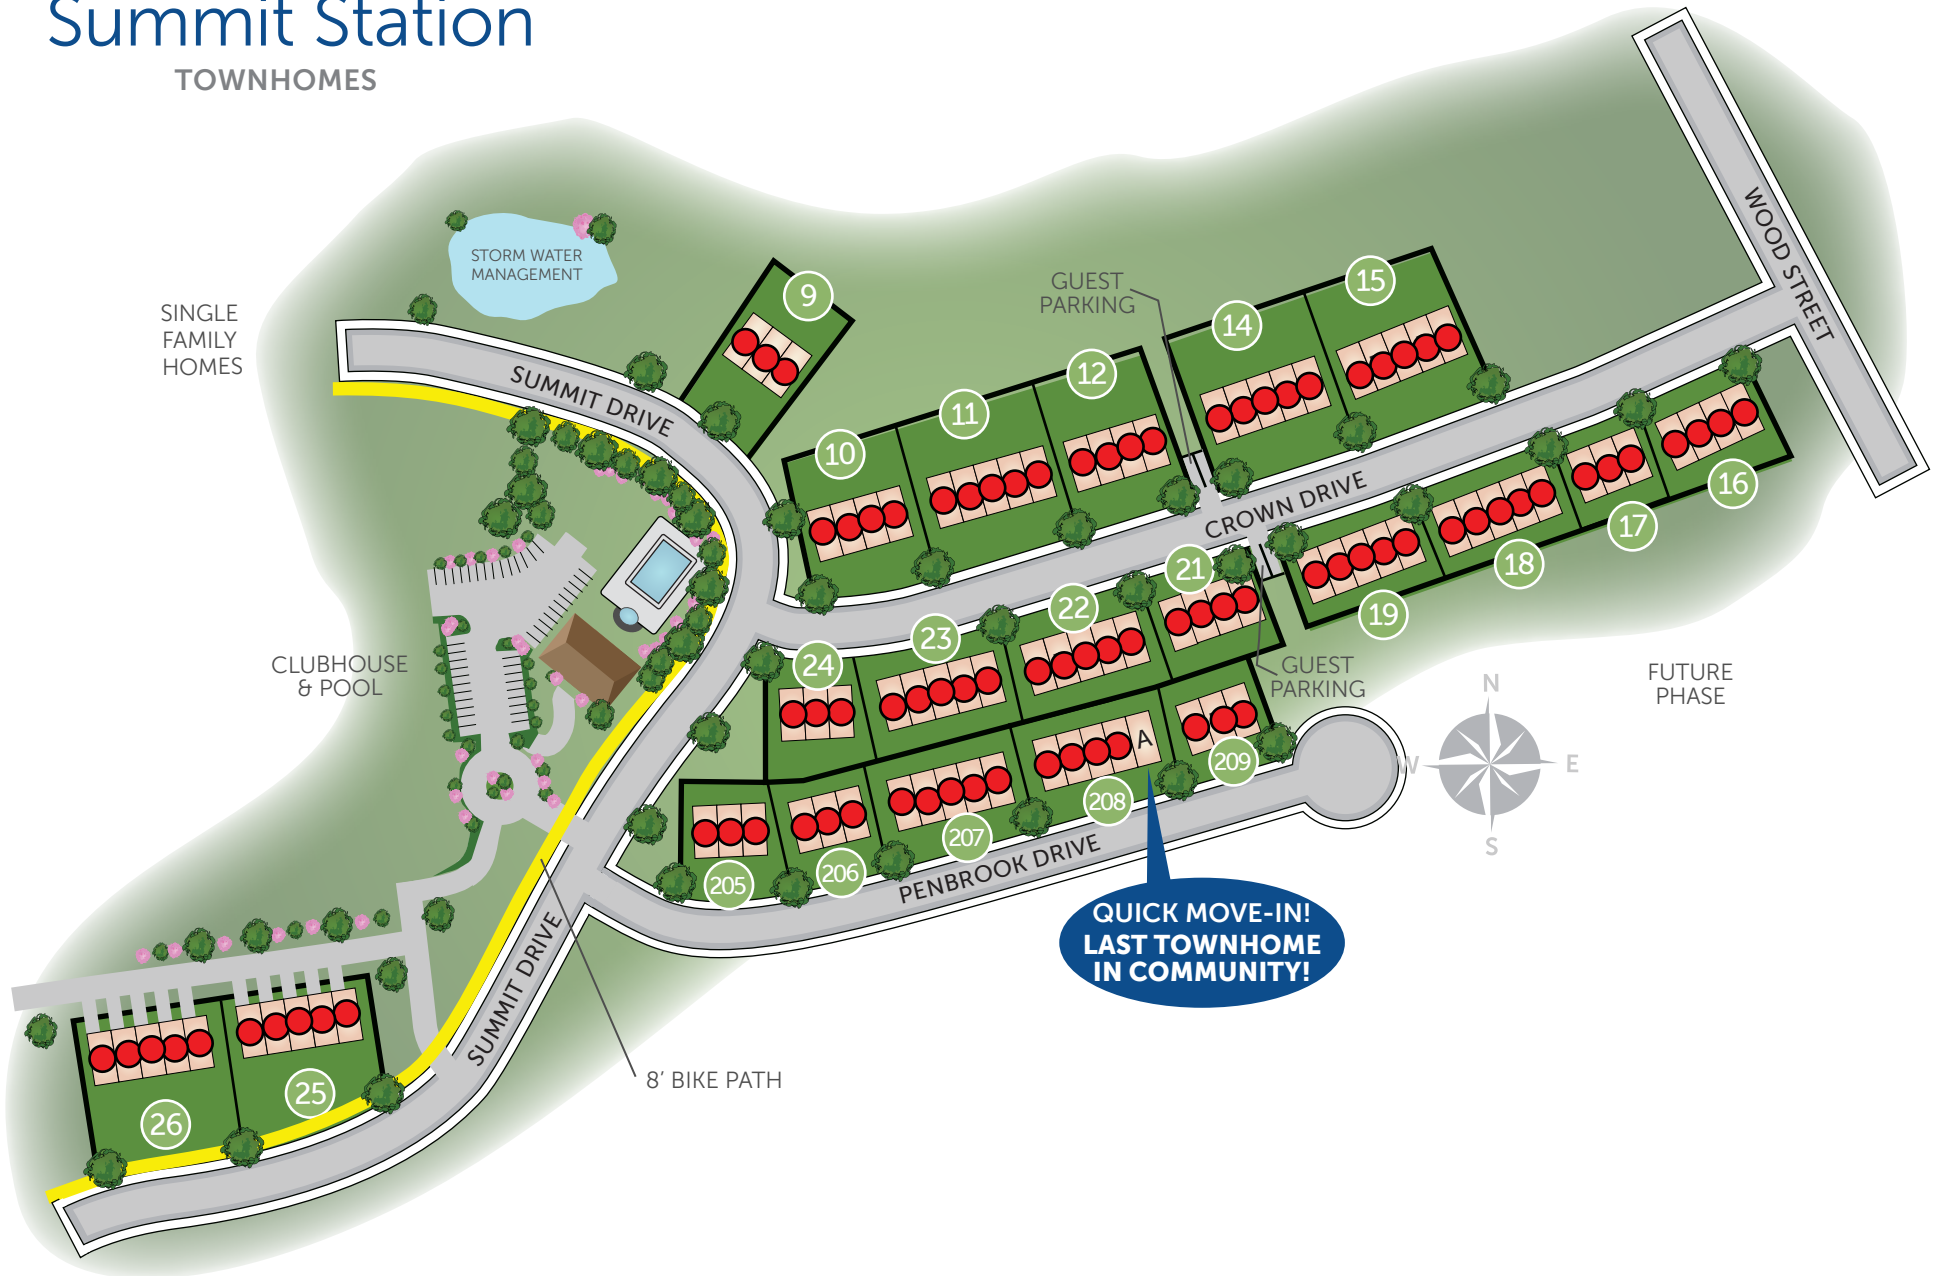 Summit Station
TOWNHOMES
STORM WATER
MANAGEMENT
SINGLE
FAMILY
HOMES
SUMMIT DRIVE
9
GUEST
PARKING
15
14
12
11
10
WOOD STREET
CROWN DRIVE
16
17
18
19
21
22
23
24
CLUBHOUSE
& POOL
GUEST
PARKING
FUTURE
PHASE
N
W
E
S
A
209
208
207
206
205
PENBROOK DRIVE
QUICK MOVE-IN!
LAST TOWNHOME
IN COMMUNITY!
SUMMIT DRIVE
8' BIKE PATH
25
26